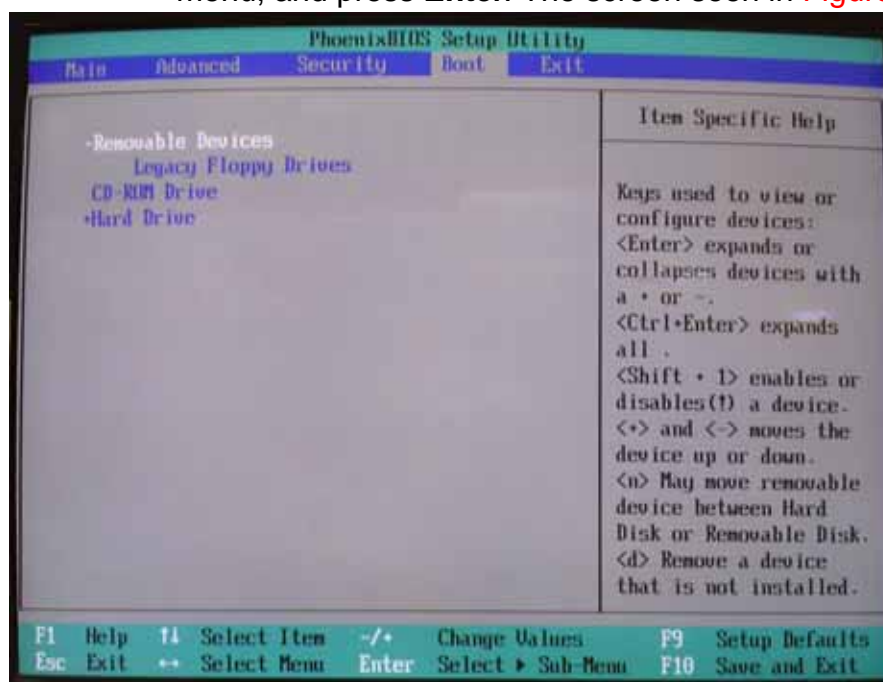 menu, and press Enter. The screen seen in Figure
PhoenixBIOS Setup Utility
Main Advanced Security Boot Exit
Item Specific Help
-Removable Devices
Legacy Floppy Drives
CD-ROM Drive
+Hard Drive
Keys used to view or
configure devices:
<Enter> expands or
collapses devices with
a + or -.
<Ctrl+Enter> expands
all .
<Shift + 1> enables or
disables(!) a device.
<+> and <-> moves the
device up or down.
<n> May move removable
device between Hard
Disk or Removable Disk.
<d> Remove a device
that is not installed.
F1 Help ↑↓ Select Item -/+ Change Values F9 Setup Defaults
Esc Exit ↔ Select Menu Enter Select ▶ Sub-Menu F10 Save and Exit